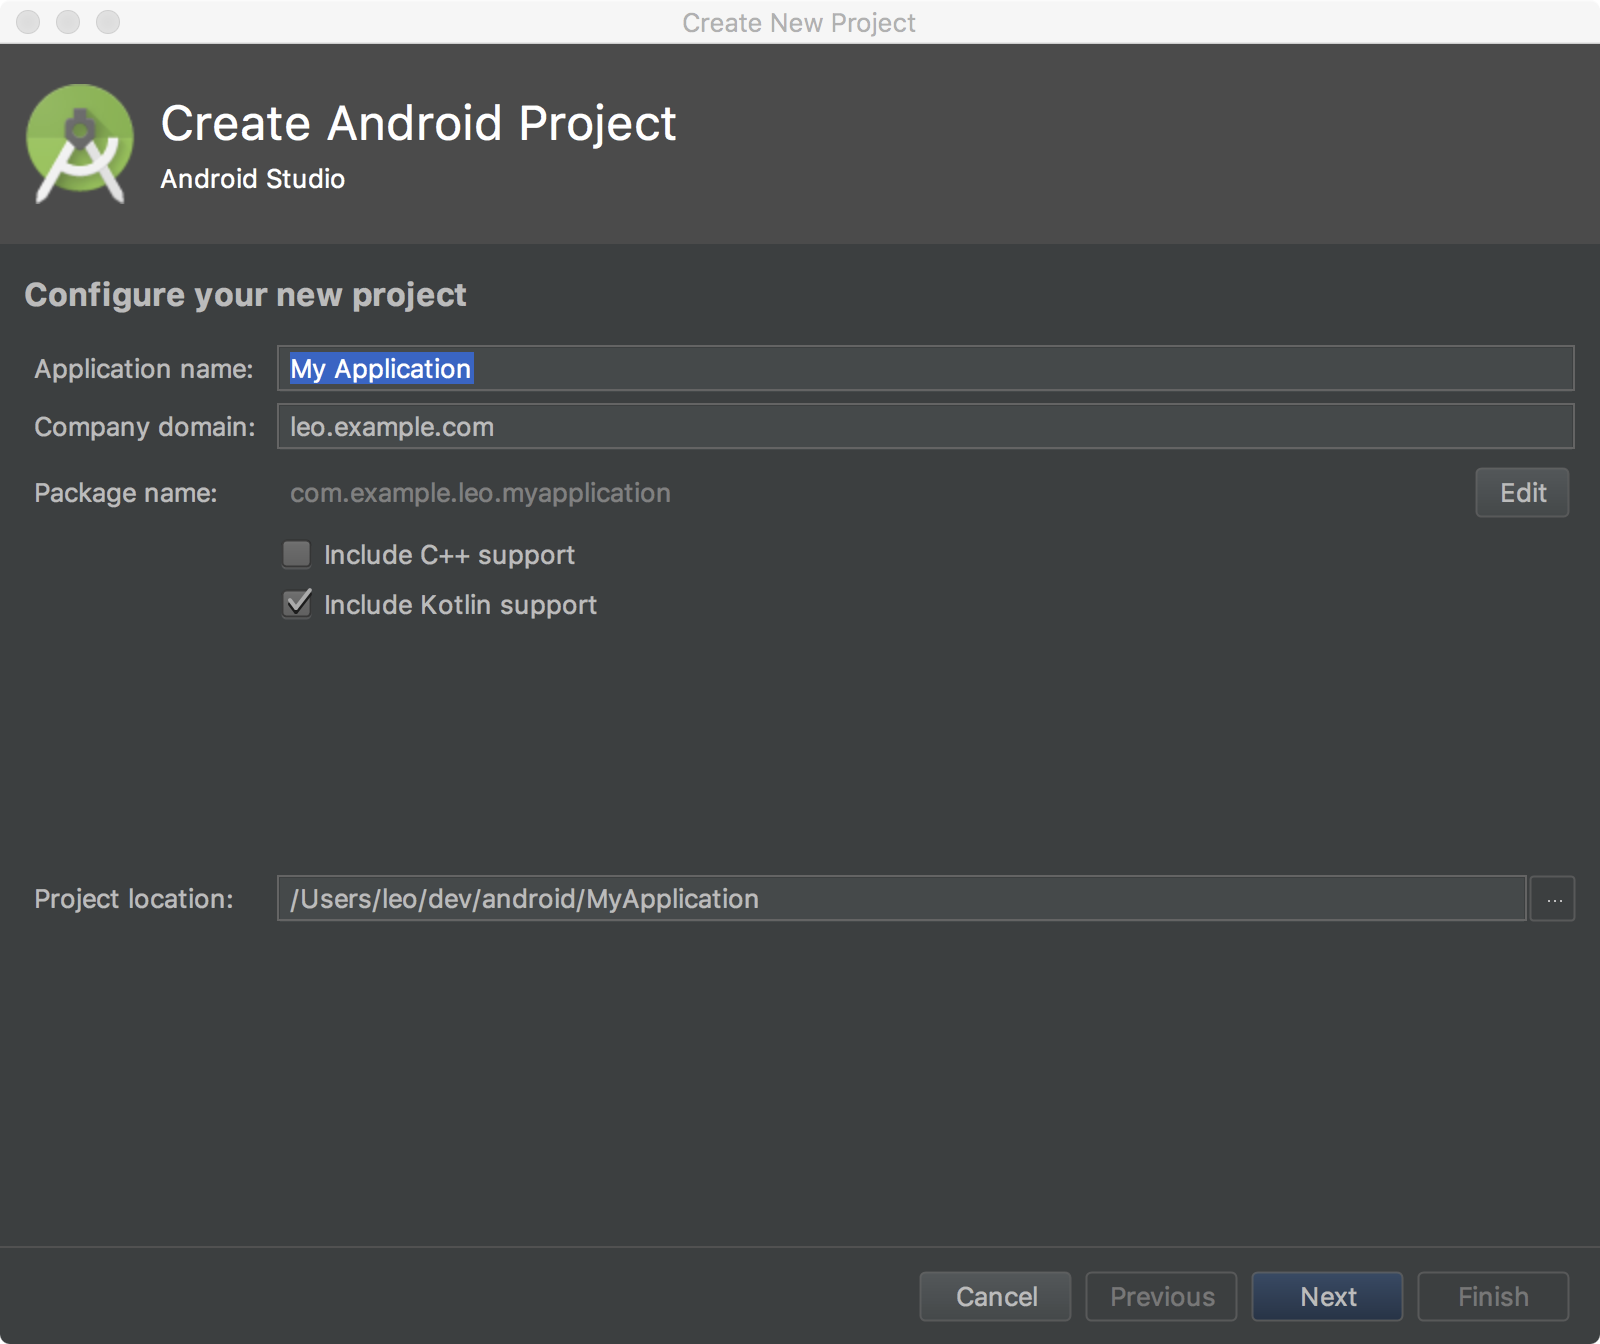 Create New Project
Create Android Project
Android Studio
Configure your new project
Application name: My Application
Company domain: leo.example.com
Package name: com.example.leo.myapplication Edit
Include C++ support
Include Kotlin support
Project location: /Users/leo/dev/android/MyApplication ...
Cancel Previous Next Finish